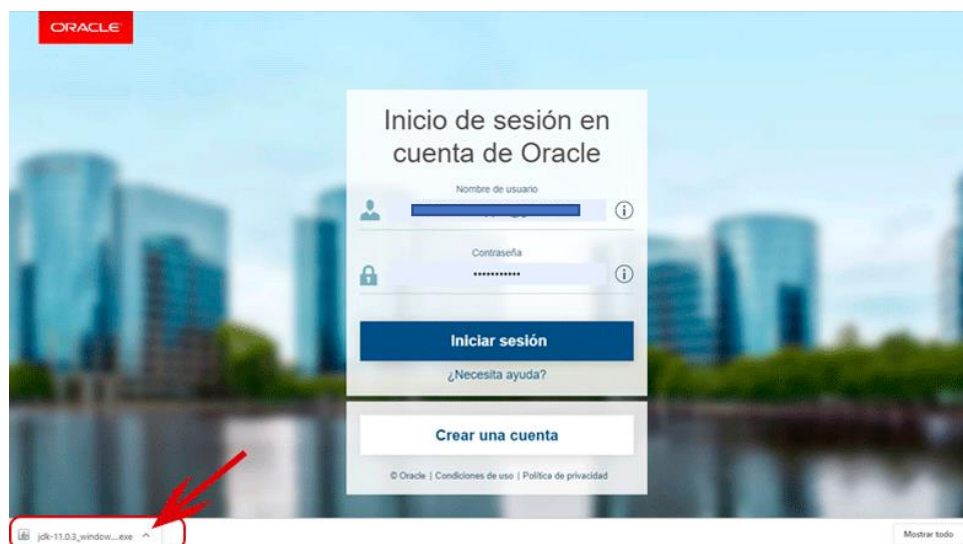 ORACLE
Inicio de sesión en
cuenta de Oracle
Nombre de usuario
Contraseña
•••••••••••
Iniciar sesión
¿Necesita ayuda?
Crear una cuenta
© Oracle | Condiciones de uso | Política de privacidad
jdk-11.0.3_window....exe
Mostrar todo